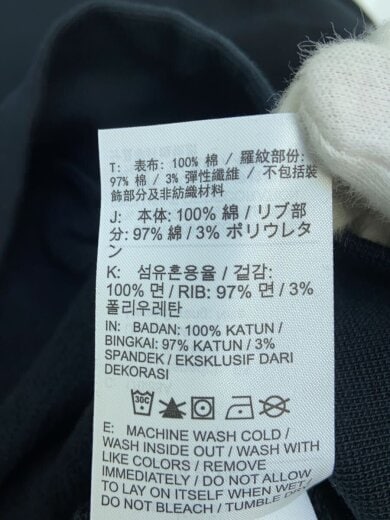 T: 表布: 100% 棉 / 羅紋部份:
97% 棉 / 3% 彈性纖維 / 不包括裝
飾部分及非紡織材料
J: 本体: 100% 綿 / リブ部
分: 97% 綿 / 3% ポリウレタ
ン
K: 섬유혼용율 / 겉감:
100% 면 / RIB: 97% 면 / 3%
폴리우레탄
IN: BADAN: 100% KATUN /
BINGKAI: 97% KATUN / 3%
SPANDEK / EKSKLUSIF DARI
DEKORASI
30C
E: MACHINE WASH COLD /
WASH INSIDE OUT / WASH WITH
LIKE COLORS / REMOVE
IMMEDIATELY / DO NOT ALLOW
TO LAY ON ITSELF WHEN WET /
DO NOT BLEACH / TUMBLE DRY